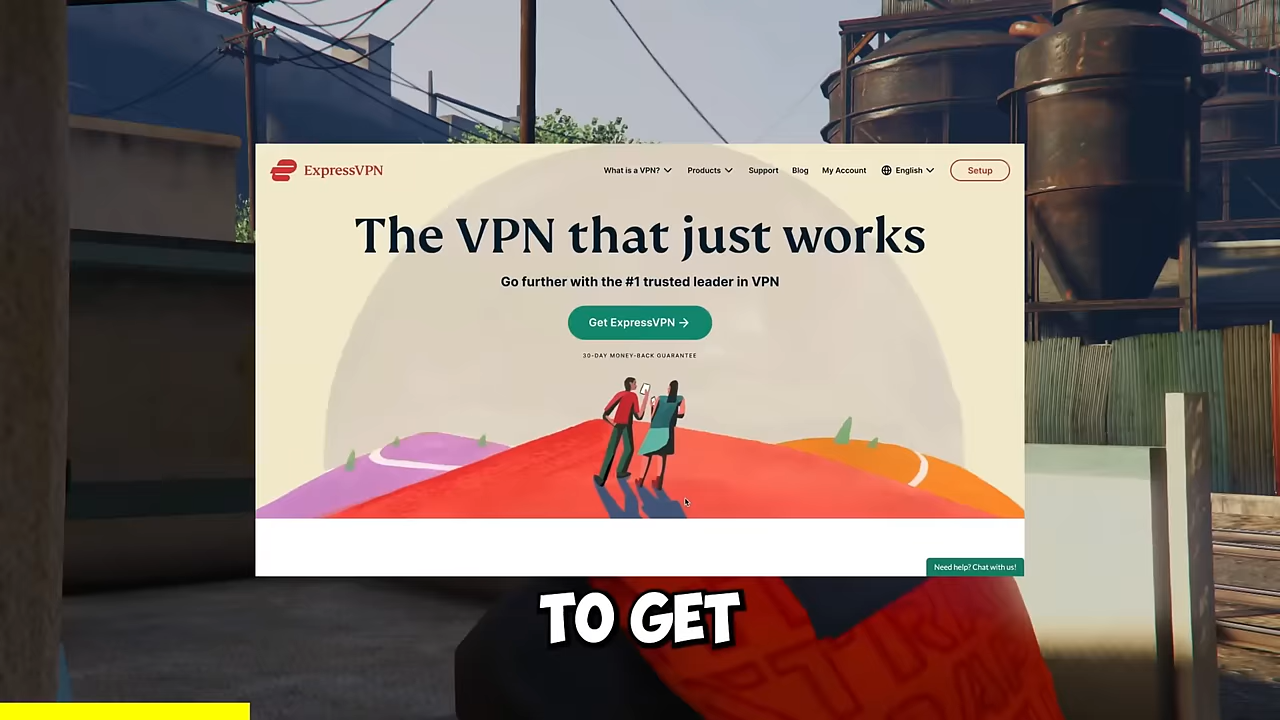 ExpressVPN
What is a VPN? Products Support Blog My Account English Setup
The VPN that just works
Go further with the #1 trusted leader in VPN
Get ExpressVPN →
30-DAY MONEY-BACK GUARANTEE
Need help? Chat with us!
TO GET